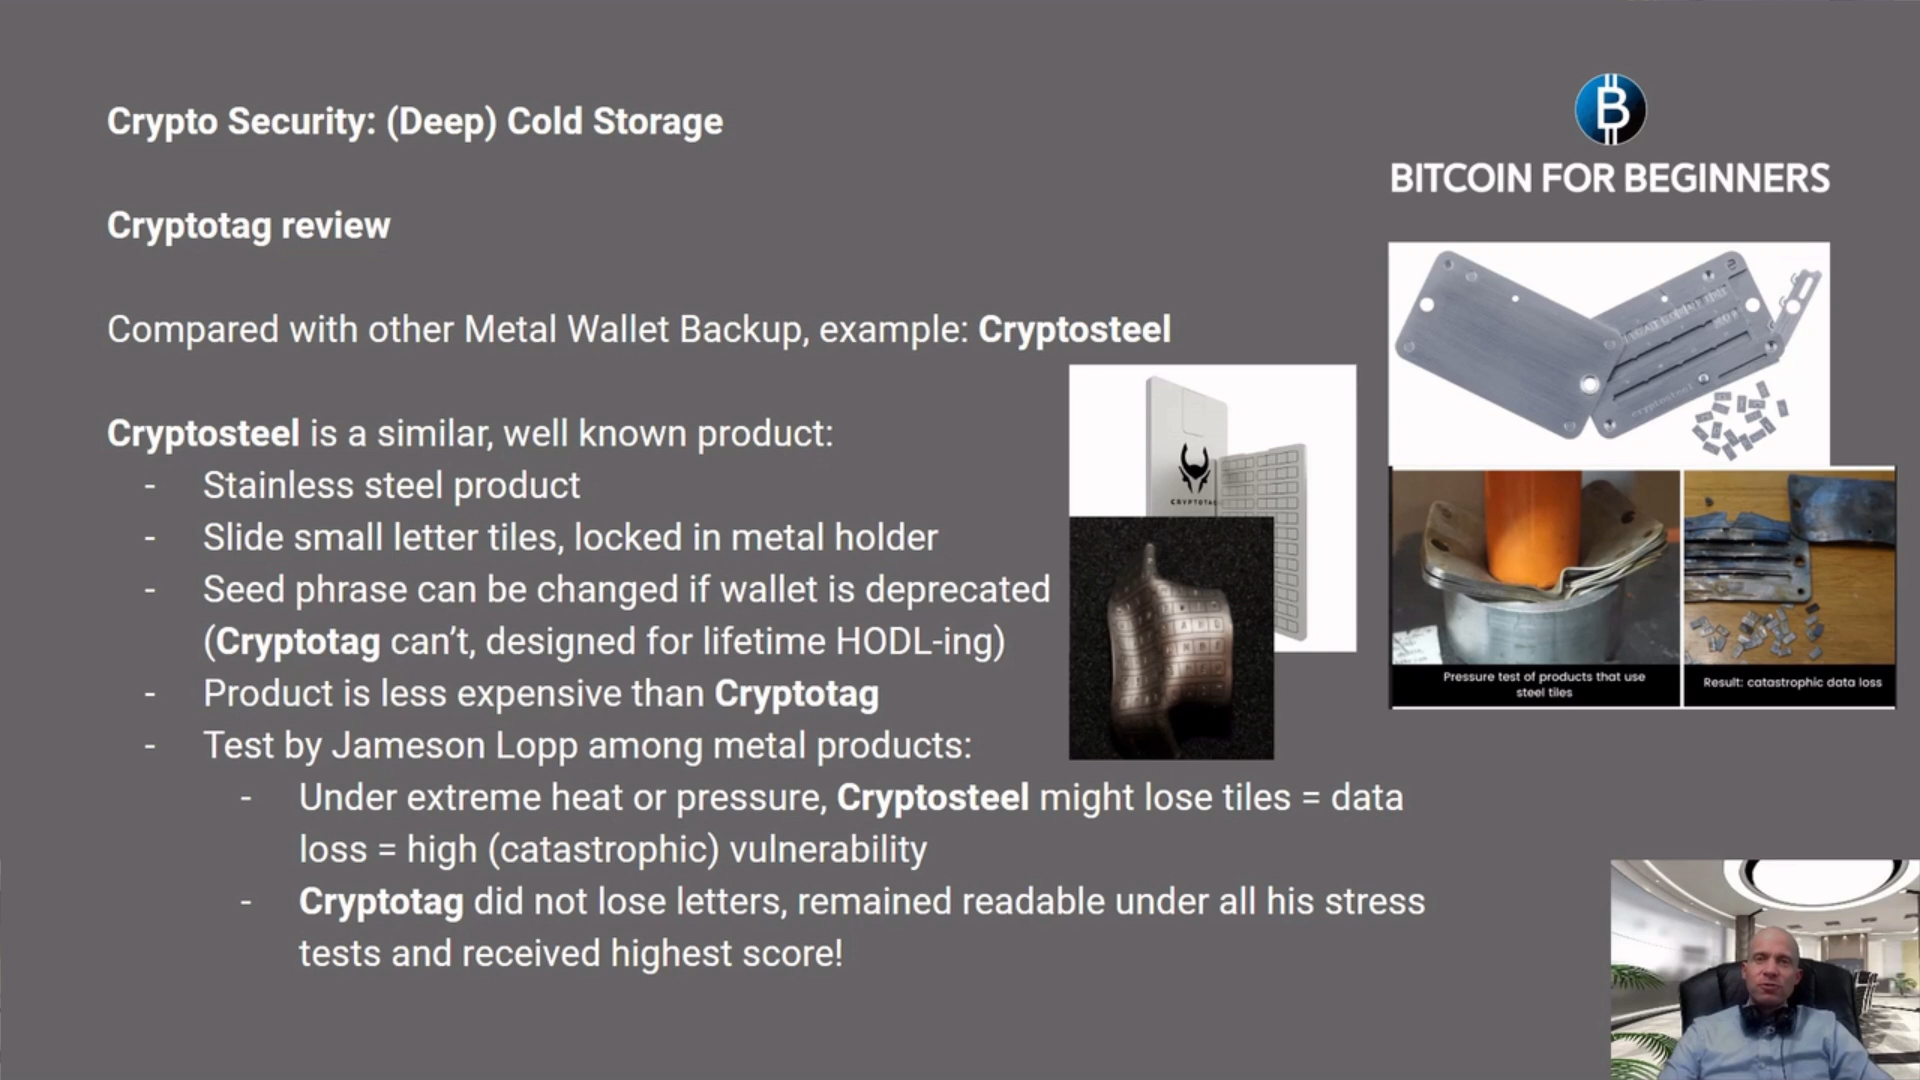 Crypto Security: (Deep) Cold Storage
BITCOIN FOR BEGINNERS
Cryptotag review
Compared with other Metal Wallet Backup, example: Cryptosteel
Cryptosteel is a similar, well known product:
- Stainless steel product
- Slide small letter tiles, locked in metal holder
- Seed phrase can be changed if wallet is deprecated
(Cryptotag can’t, designed for lifetime HODL-ing)
- Product is less expensive than Cryptotag
- Test by Jameson Lopp among metal products:
- Under extreme heat or pressure, Cryptosteel might lose tiles = data
loss = high (catastrophic) vulnerability
- Cryptotag did not lose letters, remained readable under all his stress
tests and received highest score!
CRYPTOTAG
cryptosteel
Pressure test of products that use
steel tiles
Result: catastrophic data loss